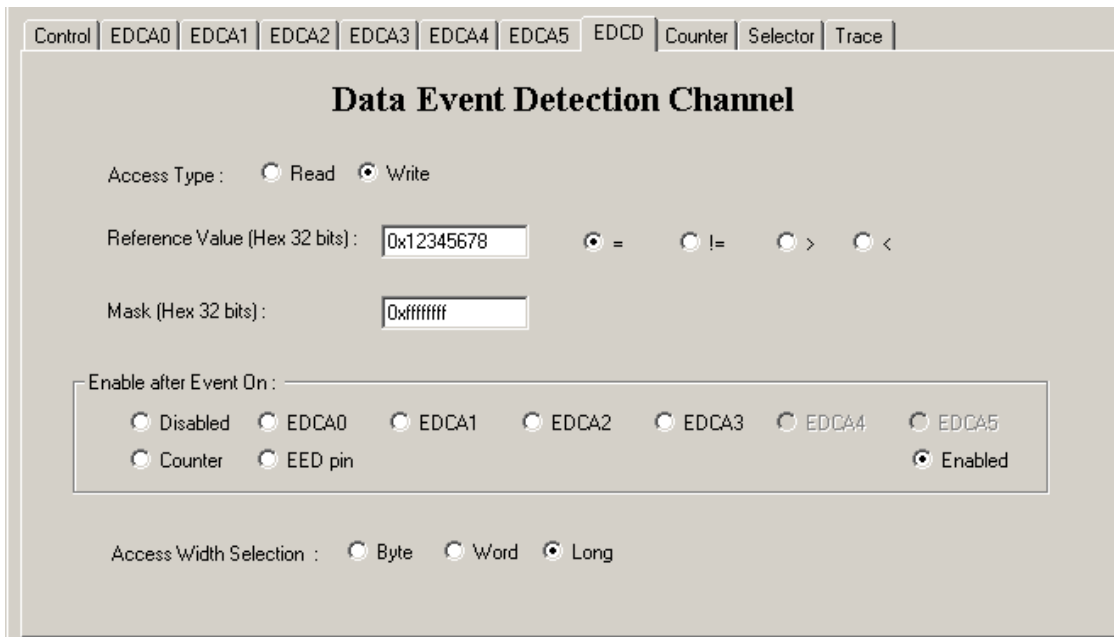 Control EDCA0 EDCA1 EDCA2 EDCA3 EDCA4 EDCA5 EDCD Counter Selector Trace
Data Event Detection Channel
Access Type : Read Write
Reference Value (Hex 32 bits) : 0x12345678 = != > <
Mask (Hex 32 bits) : 0xffffffff
Enable after Event On :
Disabled EDCA0 EDCA1 EDCA2 EDCA3 EDCA4 EDCA5
Counter EED pin Enabled
Access Width Selection : Byte Word Long